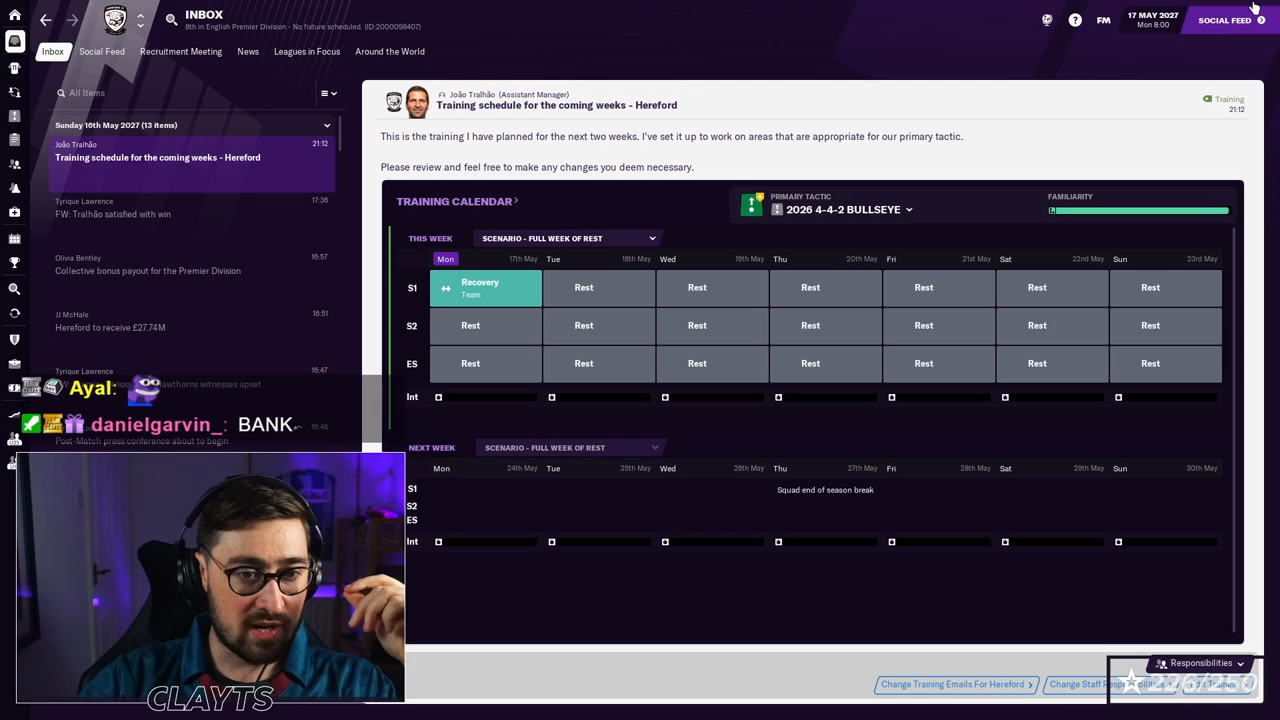 INBOX
8th in English Premier Division - No fixture scheduled. (ID:2000098407)
FM
17 MAY 2027
Mon 8:00
SOCIAL FEED
Inbox
Social Feed
Recruitment Meeting
News
Leagues in Focus
Around the World
All Items
Sunday 16th May 2027 (13 items)
João Tralhão
21:12
Training schedule for the coming weeks - Hereford
Tyrique Lawrence
17:36
FW: Tralhão satisfied with win
Olivia Bentley
16:57
Collective bonus payout for the Premier Division
JJ McHale
16:51
Hereford to receive £27.74M
Tyrique Lawrence
16:47
hawthorns witnesses upset
Ayal:
danielgarvin_: BANK
16:46
Post-Match press conference about to begin
João Tralhão (Assistant Manager)
Training schedule for the coming weeks - Hereford
Training
21:12
This is the training I have planned for the next two weeks. I've set it up to work on areas that are appropriate for our primary tactic.
Please review and feel free to make any changes you deem necessary.
TRAINING CALENDAR
PRIMARY TACTIC
2026 4-4-2 BULLSEYE
FAMILIARITY
THIS WEEK
SCENARIO - FULL WEEK OF REST
Mon 17th May Tue 18th May Wed 19th May Thu 20th May Fri 21st May Sat 22nd May Sun 23rd May
S1 Recovery Rest Rest Rest Rest Rest Rest
Team
S2 Rest Rest Rest Rest Rest Rest Rest
ES Rest Rest Rest Rest Rest Rest Rest
Int
NEXT WEEK
SCENARIO - FULL WEEK OF REST
Mon 24th May Tue 25th May Wed 26th May Thu 27th May Fri 28th May Sat 29th May Sun 30th May
S1
Squad end of season break
S2
ES
Int
Responsibilities
Change Training Emails For Hereford
Change Staff Responsibilities
Edit Training
226/250
CLAYTS